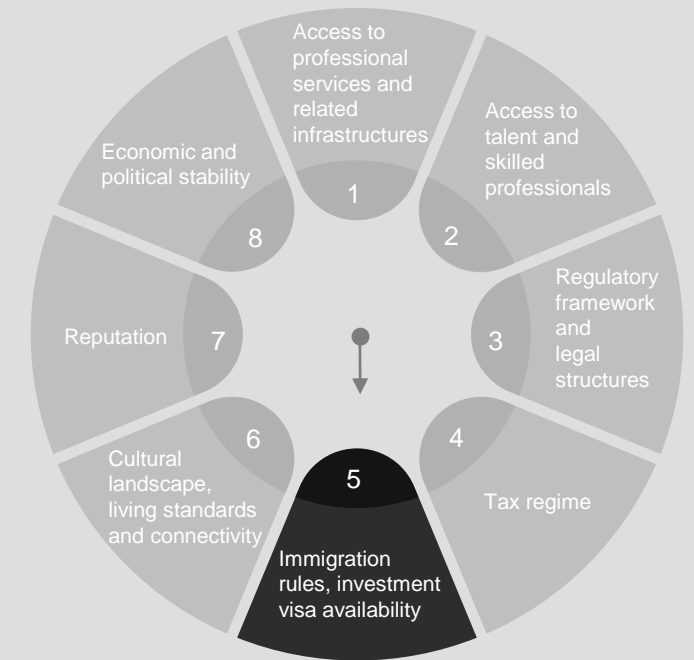 Access to
professional
services and
related
infrastructures
1
Access to
talent and
skilled
professionals
2
Regulatory
framework
and
legal
structures
3
Tax regime
4
Immigration
rules, investment
visa availability
5
Cultural
landscape,
living standards
and connectivity
6
Reputation
7
Economic and
political stability
8